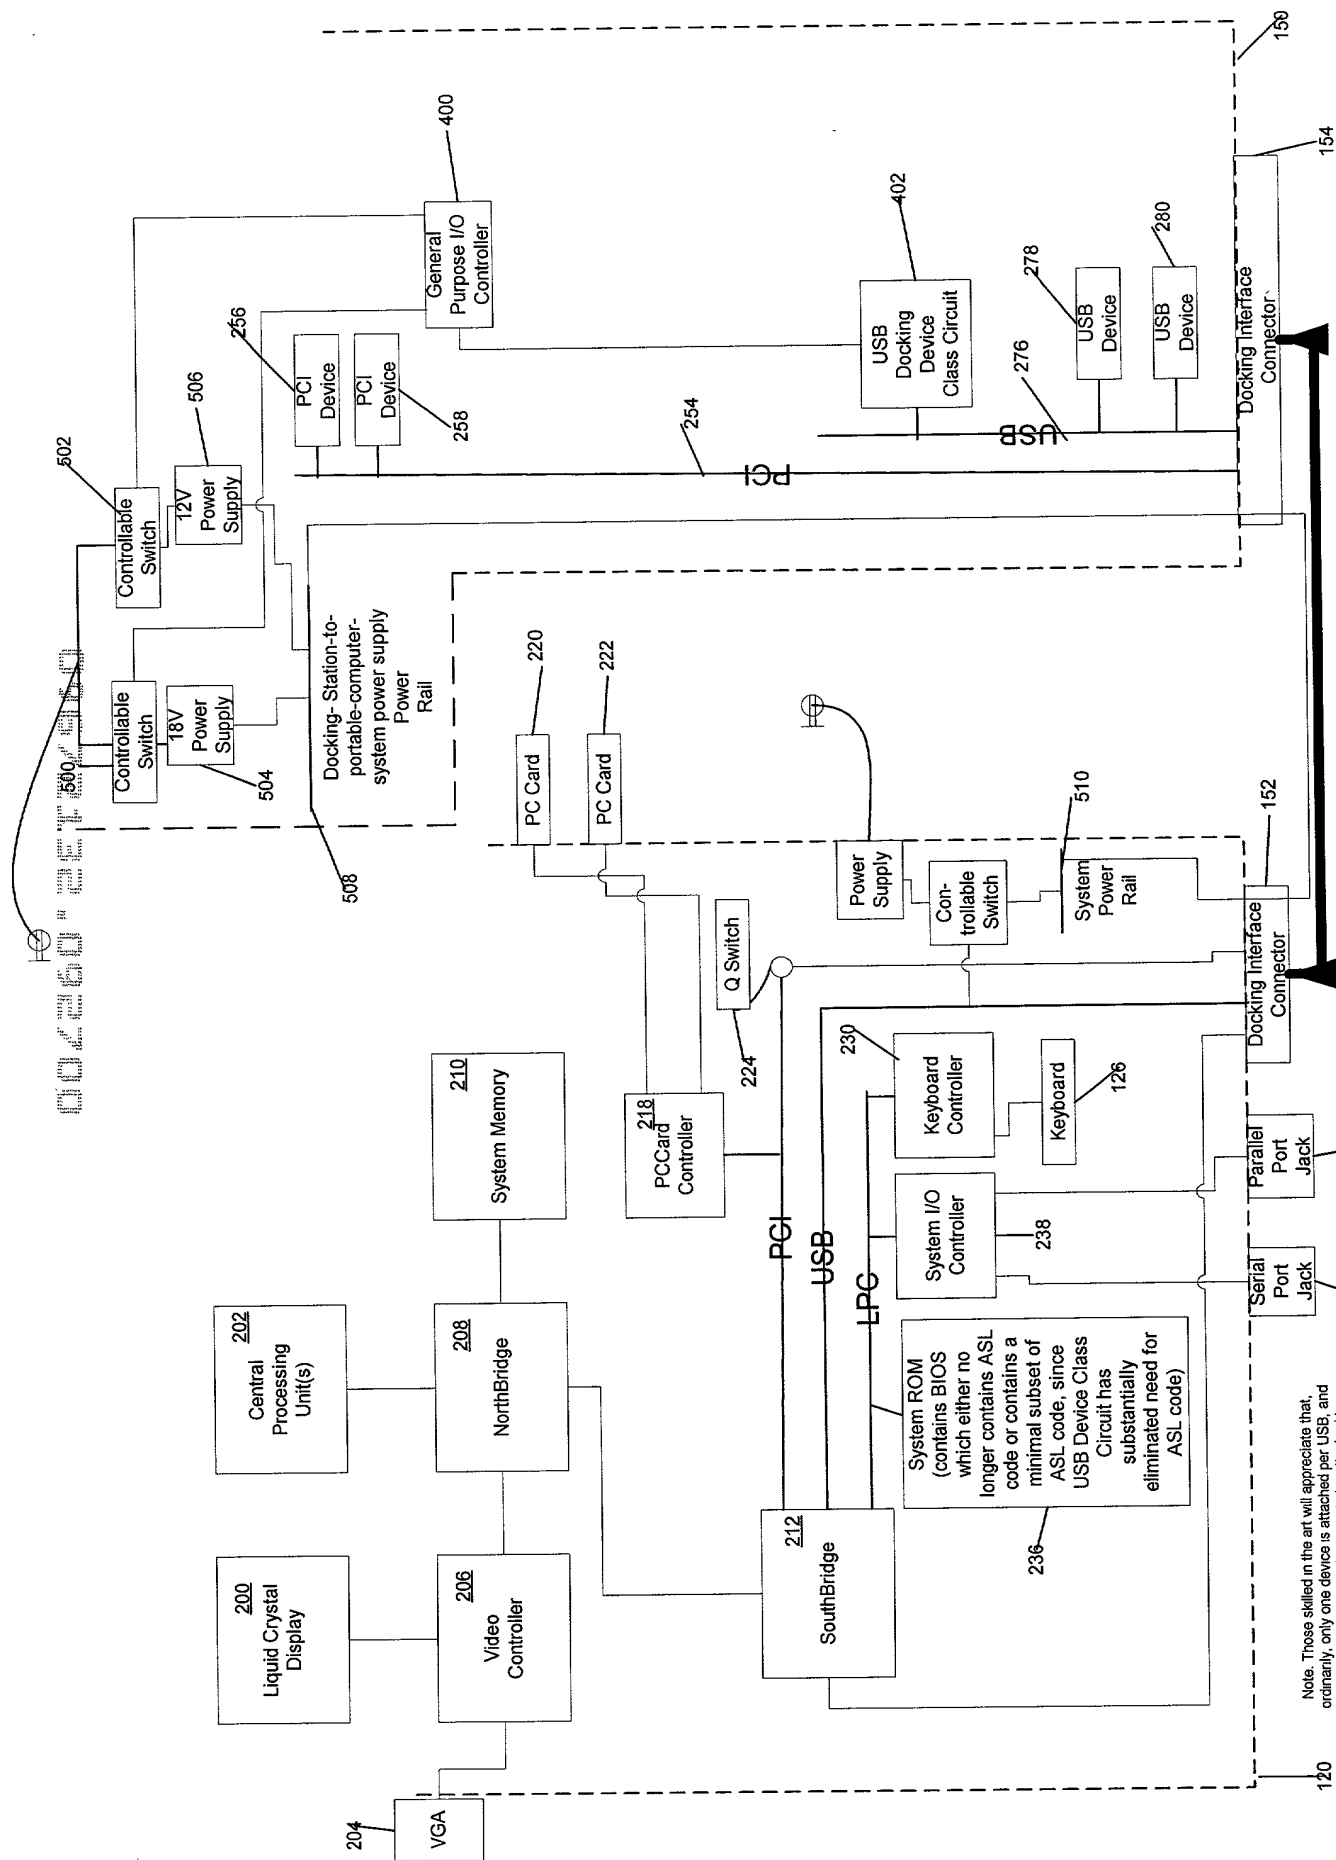 204
VGA
200
Liquid Crystal
Display
206
Video
Controller
202
Central
Processing
Unit(s)
208
NorthBridge
210
System Memory
212
SouthBridge
PCI
USB
LPC
218
PCCard
Controller
PC Card
220
PC Card
222
Q Switch
224
236
System ROM
(contains BIOS
which either no
longer contains ASL
code or contains a
minimal subset of
ASL code, since
USB Device Class
Circuit has
substantially
eliminated need for
ASL code)
System I/O
Controller
238
230
Keyboard
Controller
Keyboard
126
Power
Supply
Con-
trollable
Switch
System
Power
Rail
510
152
Docking Interface
Connector
Parallel
Port
Jack
Serial
Port
Jack
120
Note. Those skilled in the art will appreciate that,
ordinarily, only one device is attached per USB, and
500
Controllable
Switch
18V
Power
Supply
504
502
Controllable
Switch
12V
Power
Supply
506
508
Docking- Station-to-
portable-computer-
system power supply
Power
Rail
256
PCI
Device
PCI
Device
258
General
Purpose I/O
Controller
400
254
PCI
USB
Docking
Device
Class Circuit
402
USB
276
USB
Device
278
USB
Device
280
Docking Interface
Connector
154
150